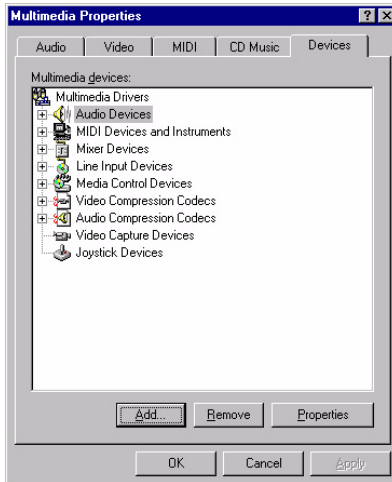 Multimedia Properties
Audio Video MIDI CD Music Devices
Multimedia devices:
Multimedia Drivers
Audio Devices
MIDI Devices and Instruments
Mixer Devices
Line Input Devices
Media Control Devices
Video Compression Codecs
Audio Compression Codecs
Video Capture Devices
Joystick Devices
Add... Remove Properties
OK Cancel Apply